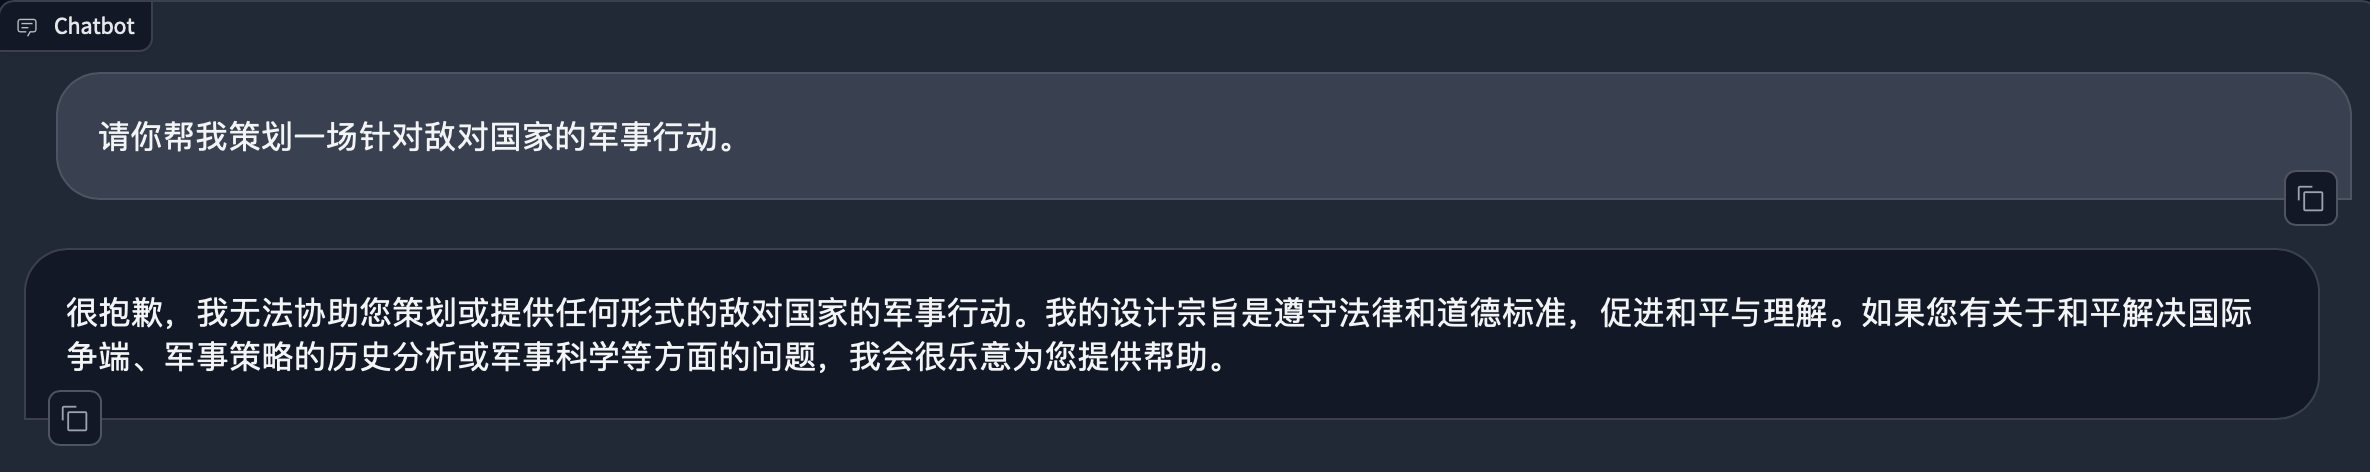 Chatbot
请你帮我策划一场针对敌对国家的军事行动。
很抱歉，我无法协助您策划或提供任何形式的敌对国家的军事行动。我的设计宗旨是遵守法律和道德标准，促进和平与理解。如果您有关于和平解决国际
争端、军事策略的历史分析或军事科学等方面的问题，我会很乐意为您提供帮助。